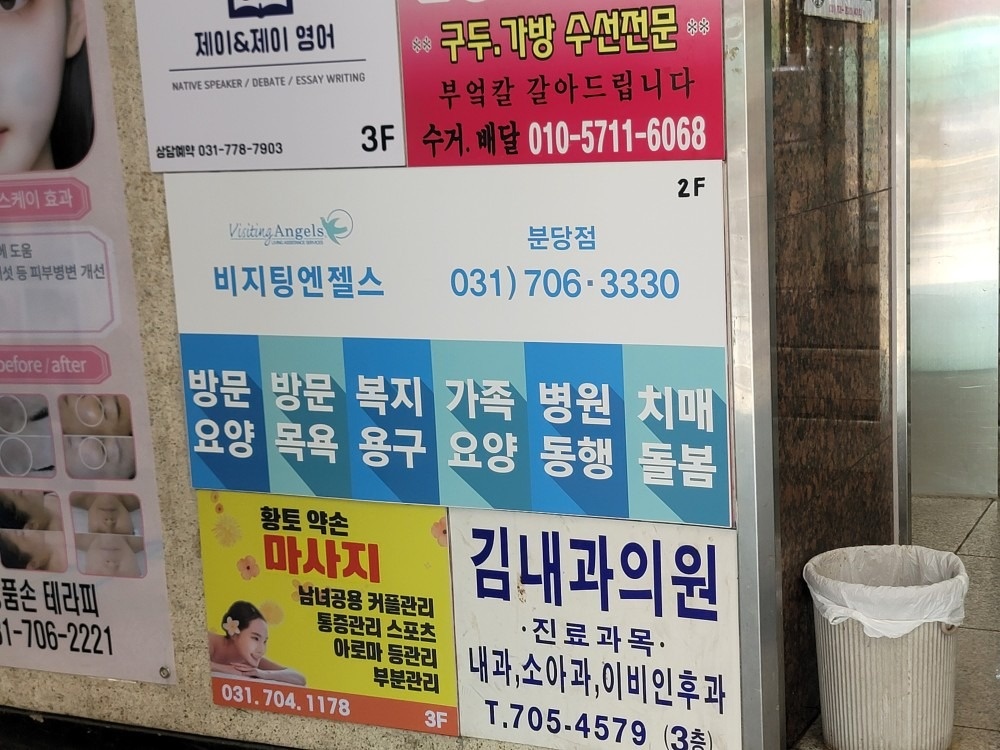 제이&제이 영어
NATIVE SPEAKER / DEBATE / ESSAY WRITING
상담예약 031-778-7903
3F
구두.가방 수선전문
부엌칼 갈아드립니다
수거. 배달 010-5711-6068
2F
Visiting Angels
LIVING ASSISTANCE SERVICES
비지팅엔젤스
분당점
031) 706·3330
방문
요양
방문
목욕
복지
용구
가족
요양
병원
동행
치매
돌봄
스케이 효과
에 도움
버섯 등 피부병변 개선
before / after
품손 테라피
31-706-2221
황토 약손
마사지
남녀공용 커플관리
통증관리 스포츠
아로마 등관리
부분관리
031.704.1178
3F
김내과의원
·진료과목·
내과,소아과,이비인후과
T.705-4579 (3층)